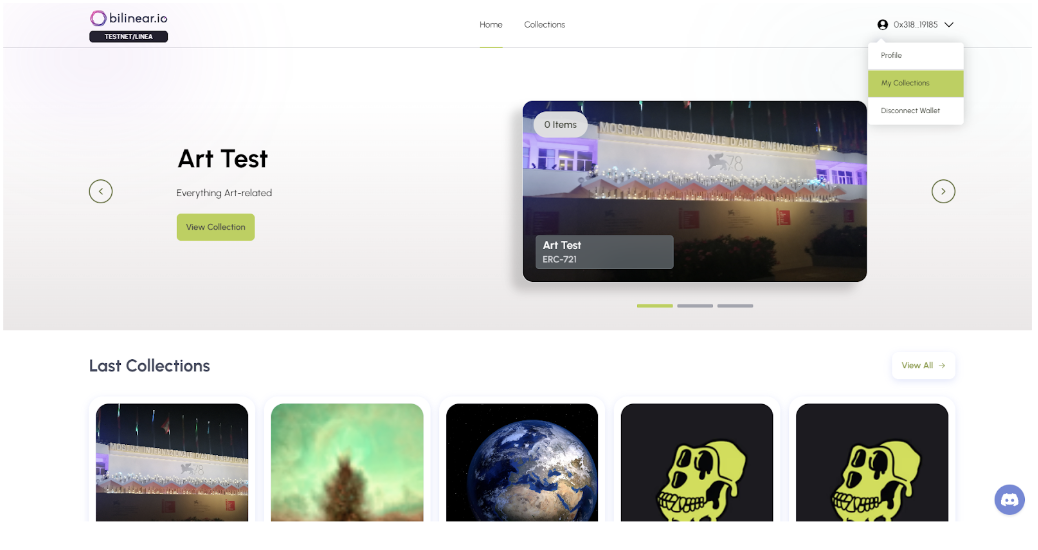 bilinear.io
TESTNET/LINEA
Home
Collections
0x318...19185
Profile
My Collections
Disconnect Wallet
Art Test
Everything Art-related
View Collection
0 Items
MOSTRA INTERNAZIONALE D'ARTE CINEMATOGRAFICA
78
Art Test
ERC-721
Last Collections
View All
78